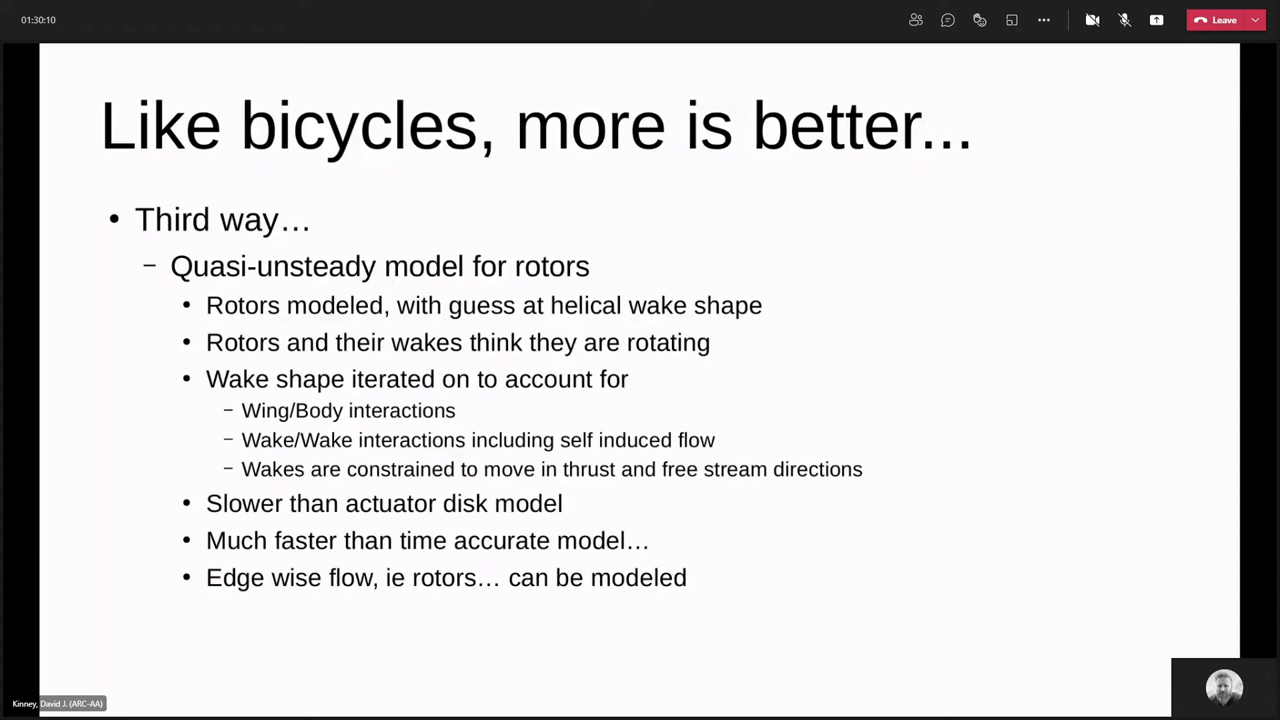 01:30:10
Leave
Like bicycles, more is better...
• Third way…
– Quasi-unsteady model for rotors
• Rotors modeled, with guess at helical wake shape
• Rotors and their wakes think they are rotating
• Wake shape iterated on to account for
– Wing/Body interactions
– Wake/Wake interactions including self induced flow
– Wakes are constrained to move in thrust and free stream directions
• Slower than actuator disk model
• Much faster than time accurate model…
• Edge wise flow, ie rotors… can be modeled
Kinney, David J. (ARC-AA)